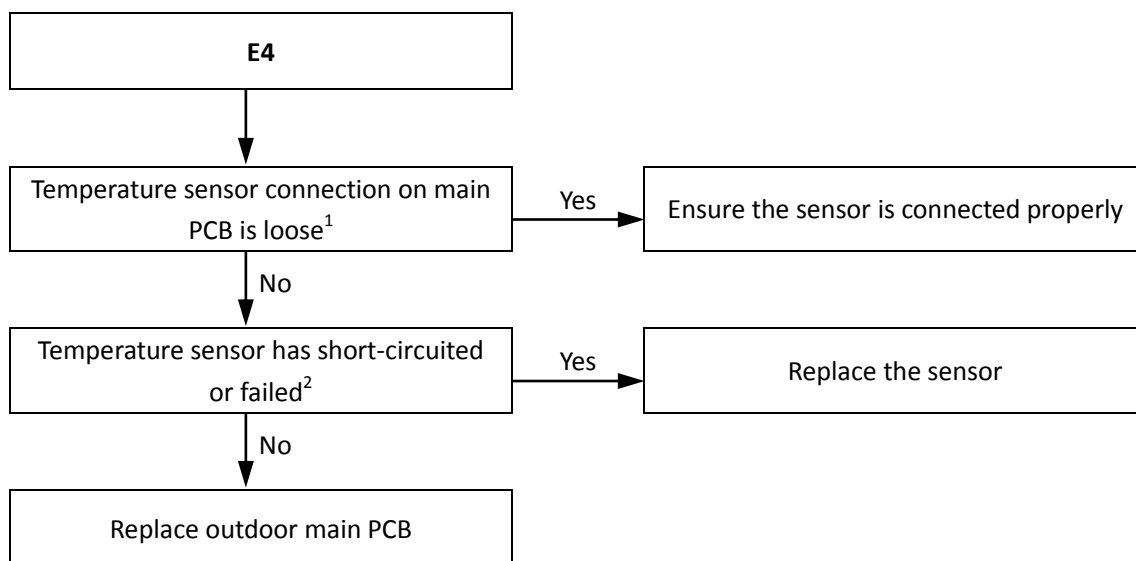 E4
Temperature sensor connection on main
PCB is loose¹
Yes
Ensure the sensor is connected properly
No
Temperature sensor has short-circuited
or failed²
Yes
Replace the sensor
No
Replace outdoor main PCB